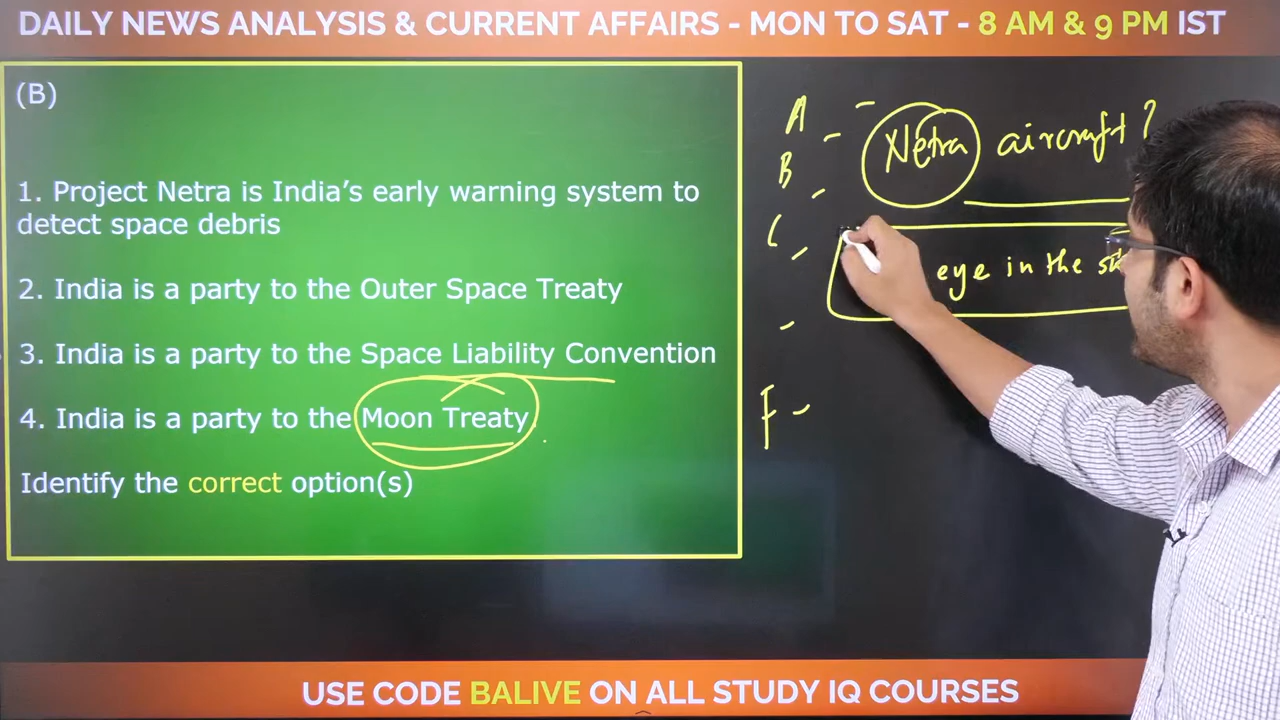 DAILY NEWS ANALYSIS & CURRENT AFFAIRS - MON TO SAT - 8 AM & 9 PM IST
(B)
1. Project Netra is India’s early warning system to
detect space debris
2. India is a party to the Outer Space Treaty
3. India is a party to the Space Liability Convention
4. India is a party to the Moon Treaty.
Identify the correct option(s)
A -
B -
C -
F -
Netra aircraft?
eye in the
USE CODE BALIVE ON ALL STUDY IQ COURSES